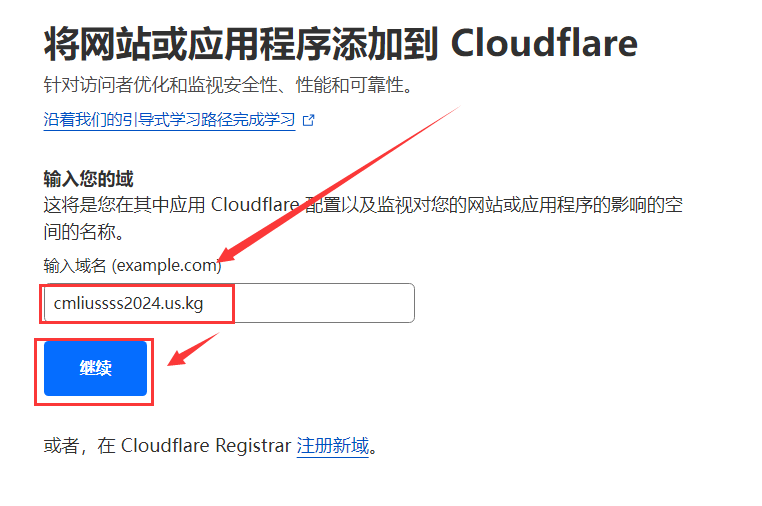 将网站或应用程序添加到 Cloudflare
针对访问者优化和监视安全性、性能和可靠性。
沿着我们的引导式学习路径完成学习
输入您的域
这将是您在其中应用 Cloudflare 配置以及监视对您的网站或应用程序的影响的空
间的名称。
输入域名 (example.com)
cmliussss2024.us.kg
继续
或者，在 Cloudflare Registrar 注册新域。